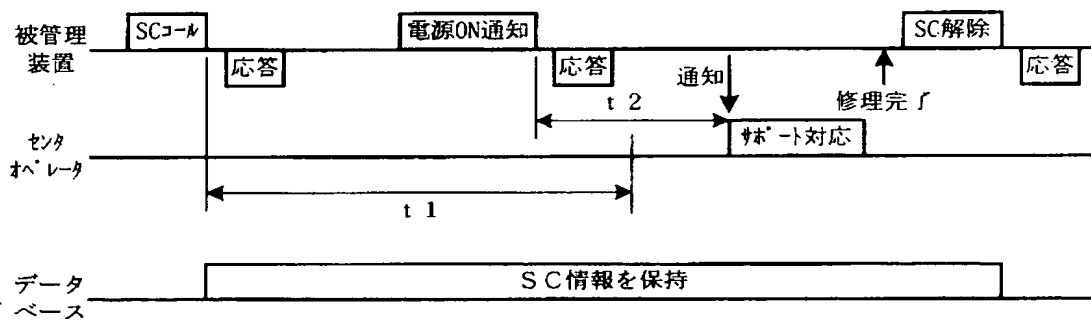 被管理
装置
SCコール
応答
電源ON通知
応答
通知
修理完了
SC解除
応答
t 2
センタ
オペレータ
サポート対応
t 1
データ
ベース
SC情報を保持